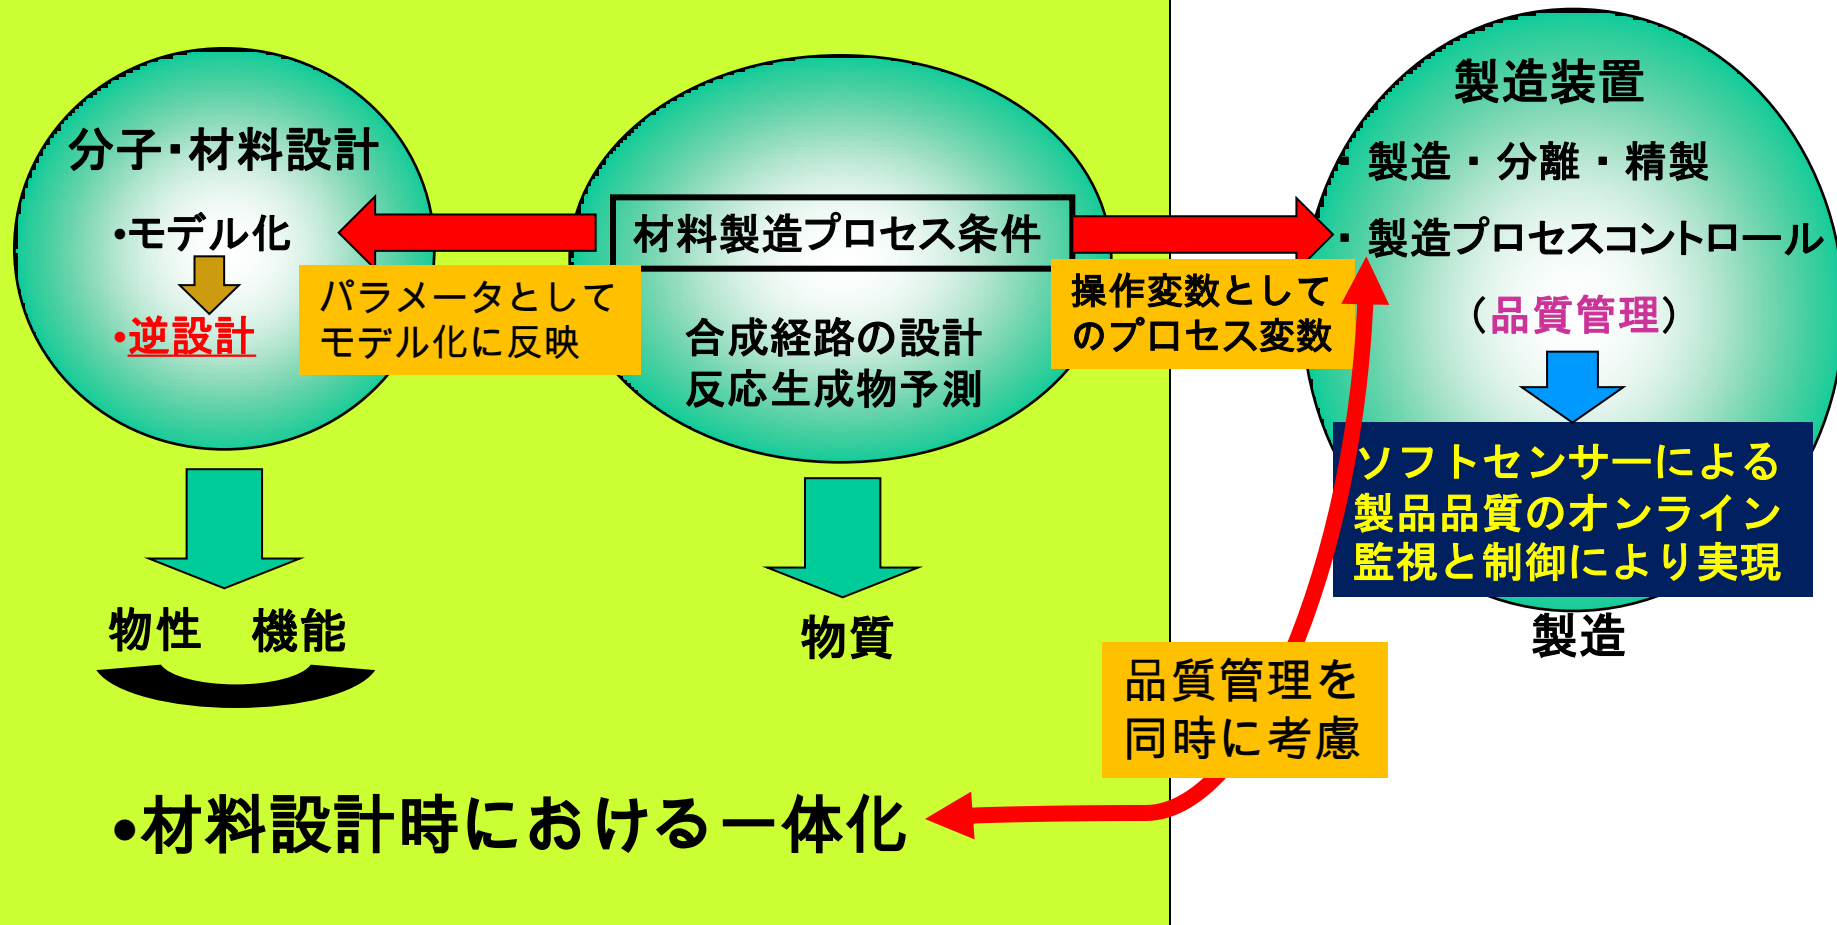 分子・材料設計
•モデル化
•逆設計
パラメータとして
モデル化に反映
物性　機能
材料製造プロセス条件
合成経路の設計
反応生成物予測
物質
操作変数として
のプロセス変数
製造装置
・製造・分離・精製
・製造プロセスコントロール
（品質管理）
ソフトセンサーによる
製品品質のオンライン
監視と制御により実現
製造
品質管理を
同時に考慮
•材料設計時における一体化